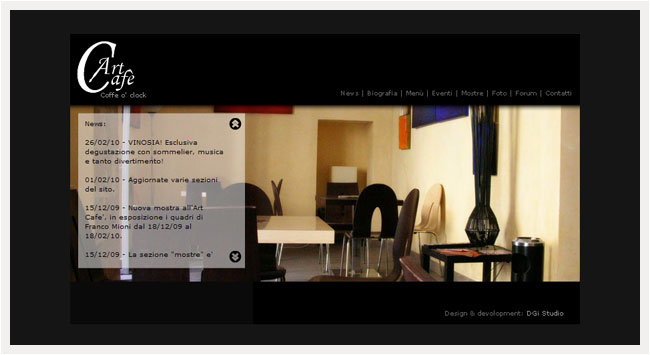 Art
Cafè
Coffe o' clock
News | Biografia | Menù | Eventi | Mostre | Foto | Forum | Contatti
News:
26/02/10 - VINOSIA! Esclusiva
degustazione con sommelier, musica
e tanto divertimento!
01/02/10 - Aggiornate varie sezioni
del sito.
15/12/09 - Nuova mostra all'Art
Cafe', in esposizione i quadri di
Franco Mioni dal 18/12/09 al
18/02/10.
15/12/09 - La sezione "mostre" e'
Design & devolopment: DGi Studio